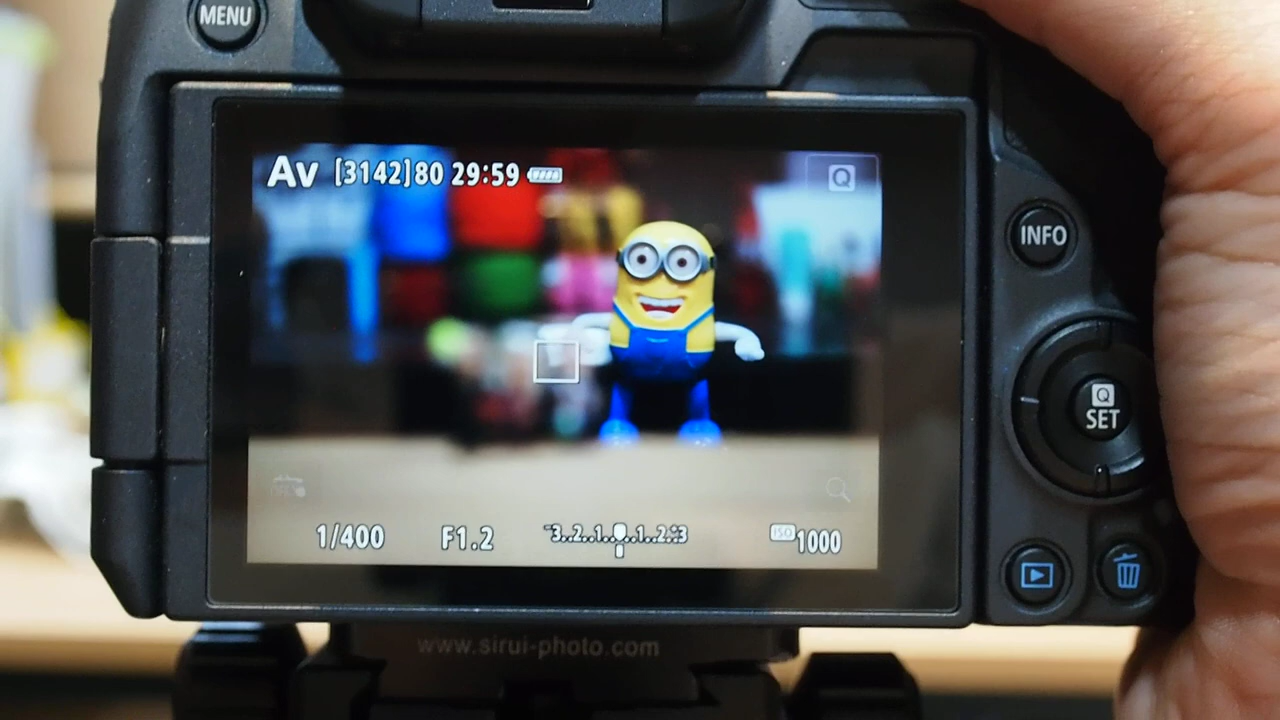 MENU
Av [3142]80 29:59
Q
INFO
Q
SET
1/400 F1.2 -3..2..1..0..1..2..:3 ISO 1000
www.sirui-photo.com